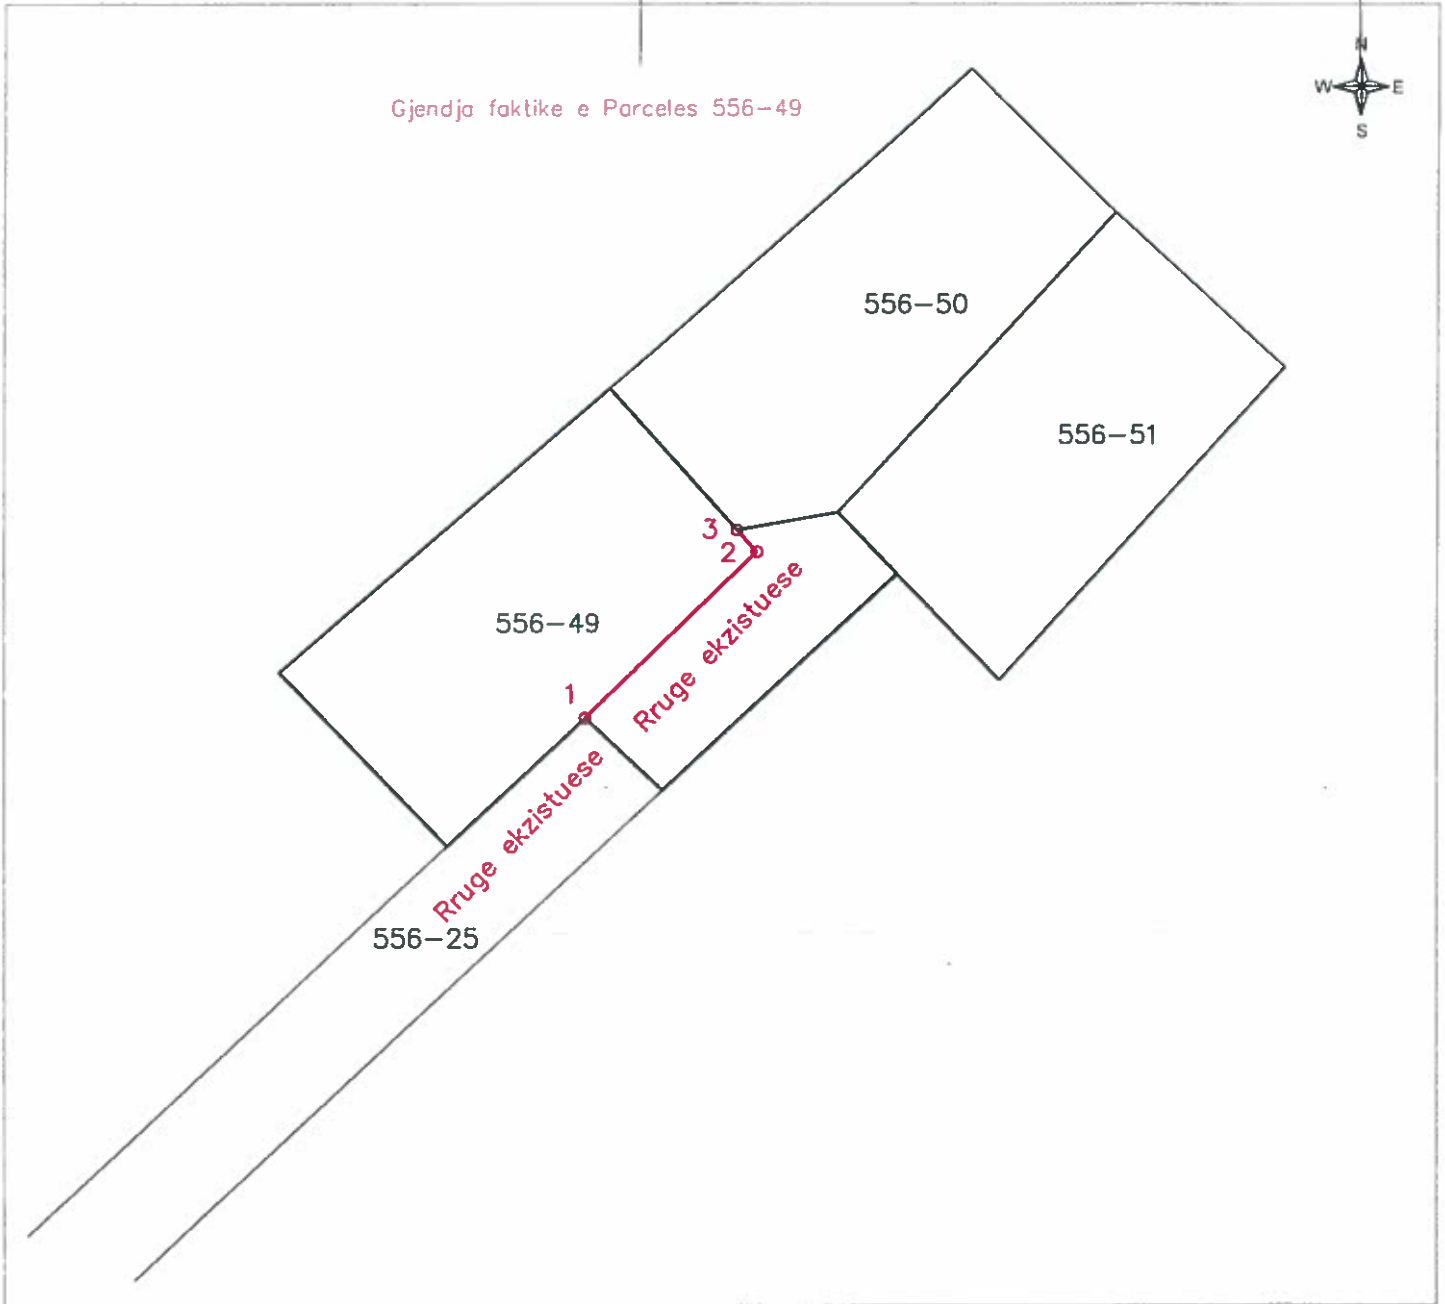 N
W E
S
Gjendja faktike e Parceles 556-49
556-50
556-51
3
2
556-49
Rruge ekzistuese
1
Rruge ekzistuese
556-25